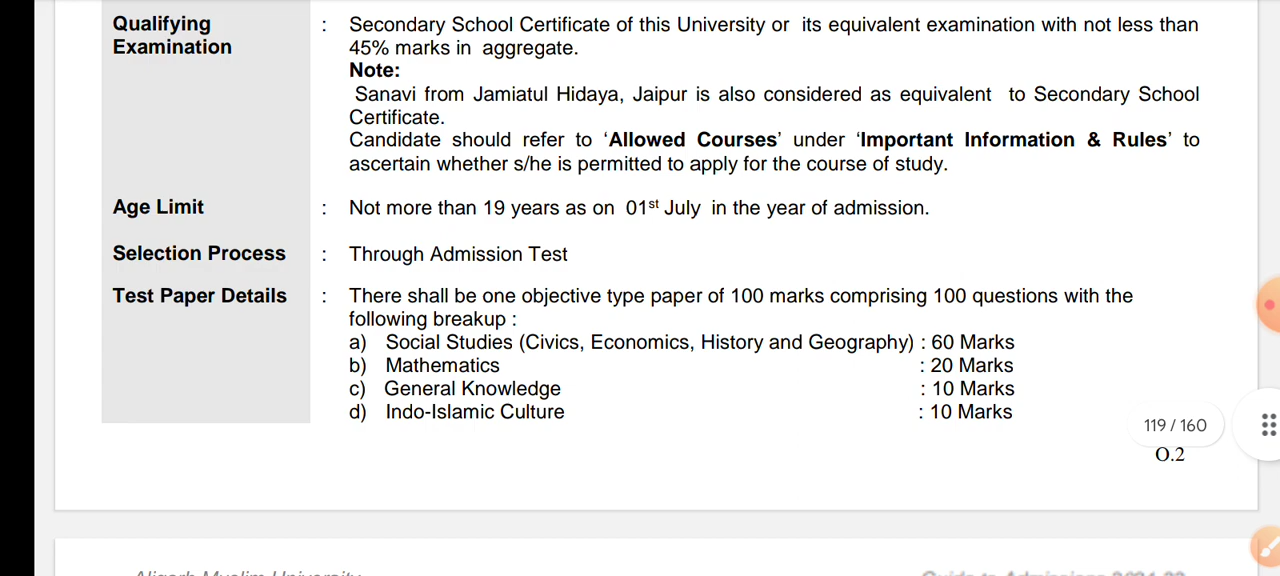 Qualifying : Secondary School Certificate of this University or its equivalent examination with not less than
Examination 45% marks in aggregate.
Note:
Sanavi from Jamiatul Hidaya, Jaipur is also considered as equivalent to Secondary School
Certificate.
Candidate should refer to ‘Allowed Courses’ under ‘Important Information & Rules’ to
ascertain whether s/he is permitted to apply for the course of study.
Age Limit : Not more than 19 years as on 01st July in the year of admission.
Selection Process : Through Admission Test
Test Paper Details : There shall be one objective type paper of 100 marks comprising 100 questions with the
following breakup :
a) Social Studies (Civics, Economics, History and Geography) : 60 Marks
b) Mathematics : 20 Marks
c) General Knowledge : 10 Marks
d) Indo-Islamic Culture : 10 Marks
119 / 160
O.2
Aligarh Muslim University Guide to Admissions